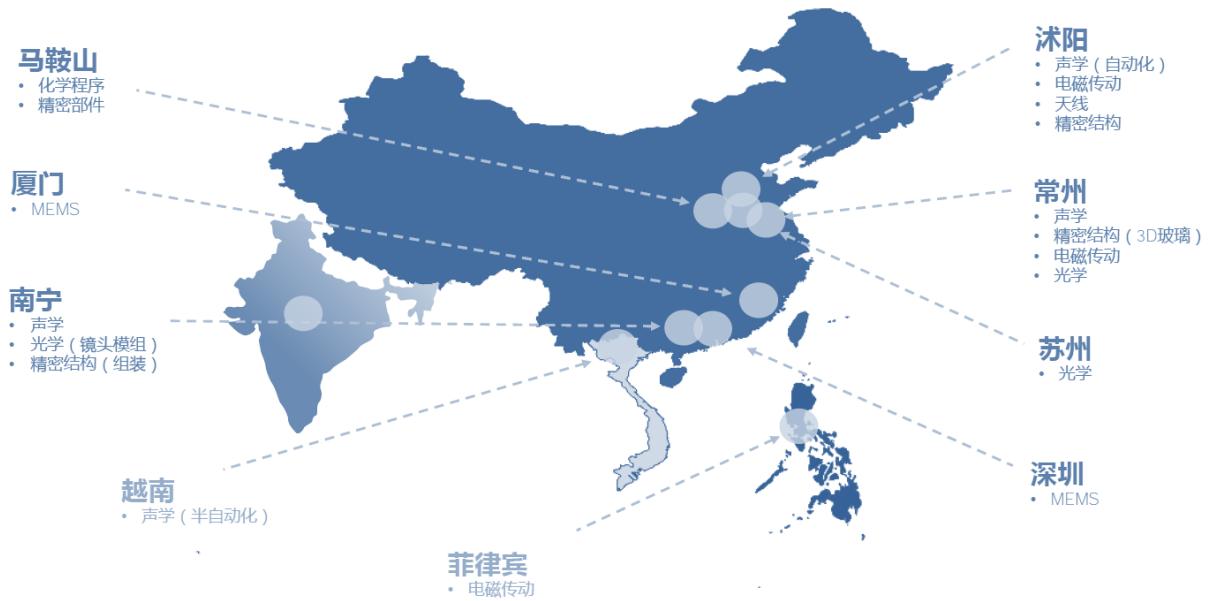 马鞍山
• 化学程序
• 精密部件
厦门
• MEMS
南宁
• 声学
• 光学（镜头模组）
• 精密结构（组装）
越南
• 声学（半自动化）
菲律宾
• 电磁传动
沭阳
• 声学（自动化）
• 电磁传动
• 天线
• 精密结构
常州
• 声学
• 精密结构（3D玻璃）
• 电磁传动
• 光学
苏州
• 光学
深圳
• MEMS